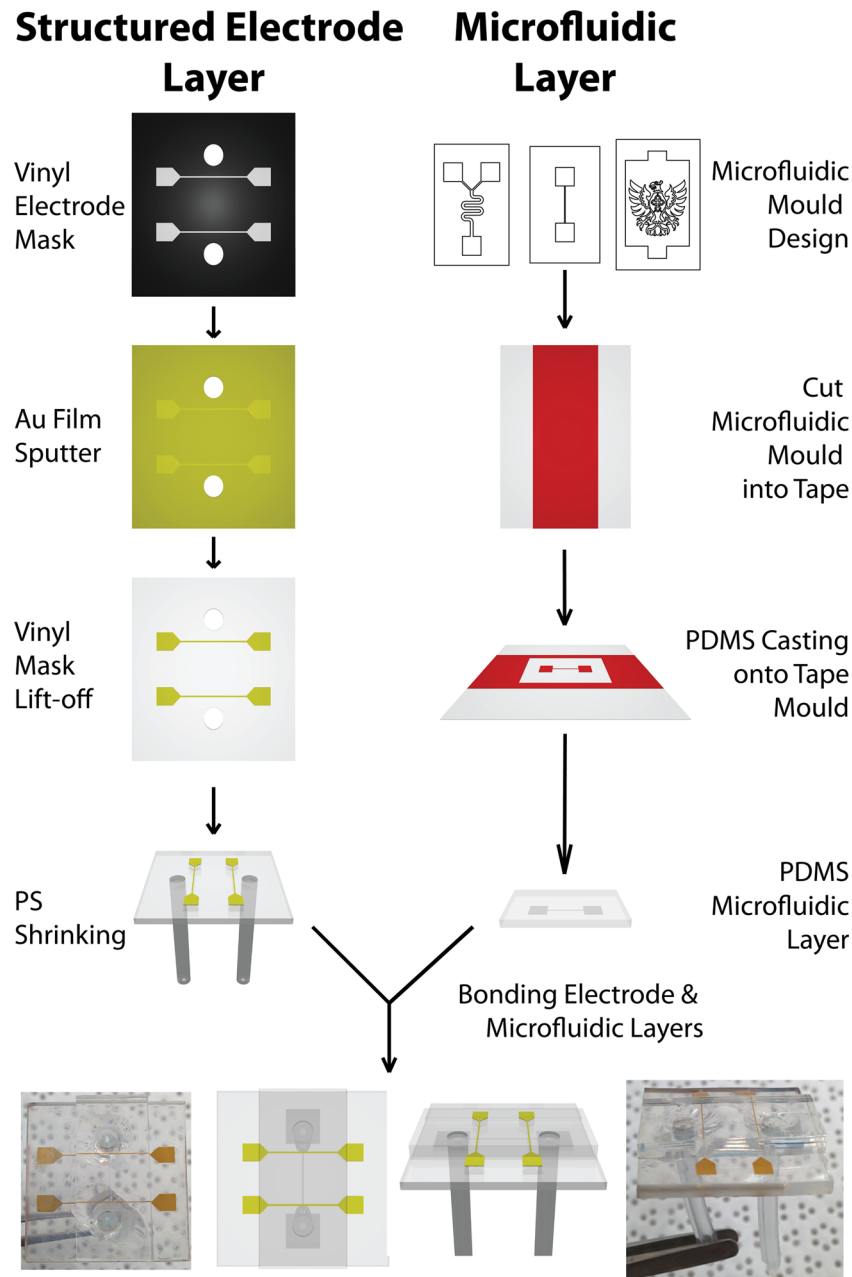 Structured Electrode
Layer
Microfluidic
Layer
Vinyl
Electrode
Mask
Microfluidic
Mould
Design
Au Film
Sputter
Cut
Microfluidic
Mould
into Tape
Vinyl
Mask
Lift-off
PDMS Casting
onto Tape
Mould
PS
Shrinking
PDMS
Microfluidic
Layer
Bonding Electrode &
Microfluidic Layers